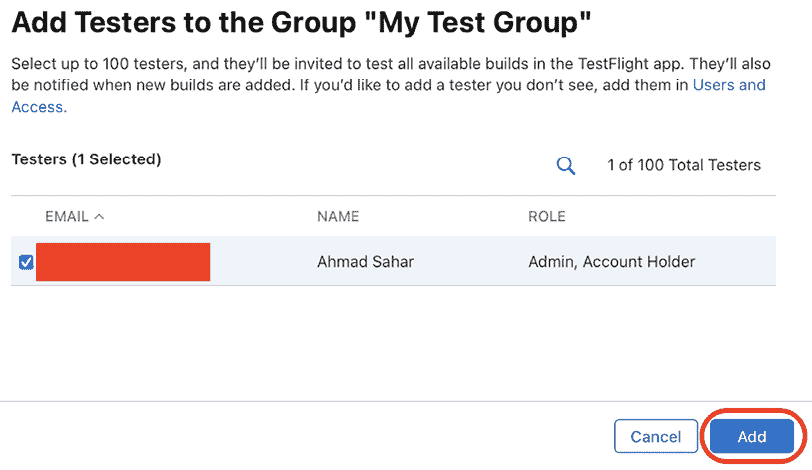 Add Testers to the Group "My Test Group"
Select up to 100 testers, and they'll be invited to test all available builds in the TestFlight app. They'll also
be notified when new builds are added. If you'd like to add a tester you don't see, add them in Users and
Access.
Testers (1 Selected)
1 of 100 Total Testers
EMAIL NAME ROLE
Ahmad Sahar Admin, Account Holder
Cancel Add